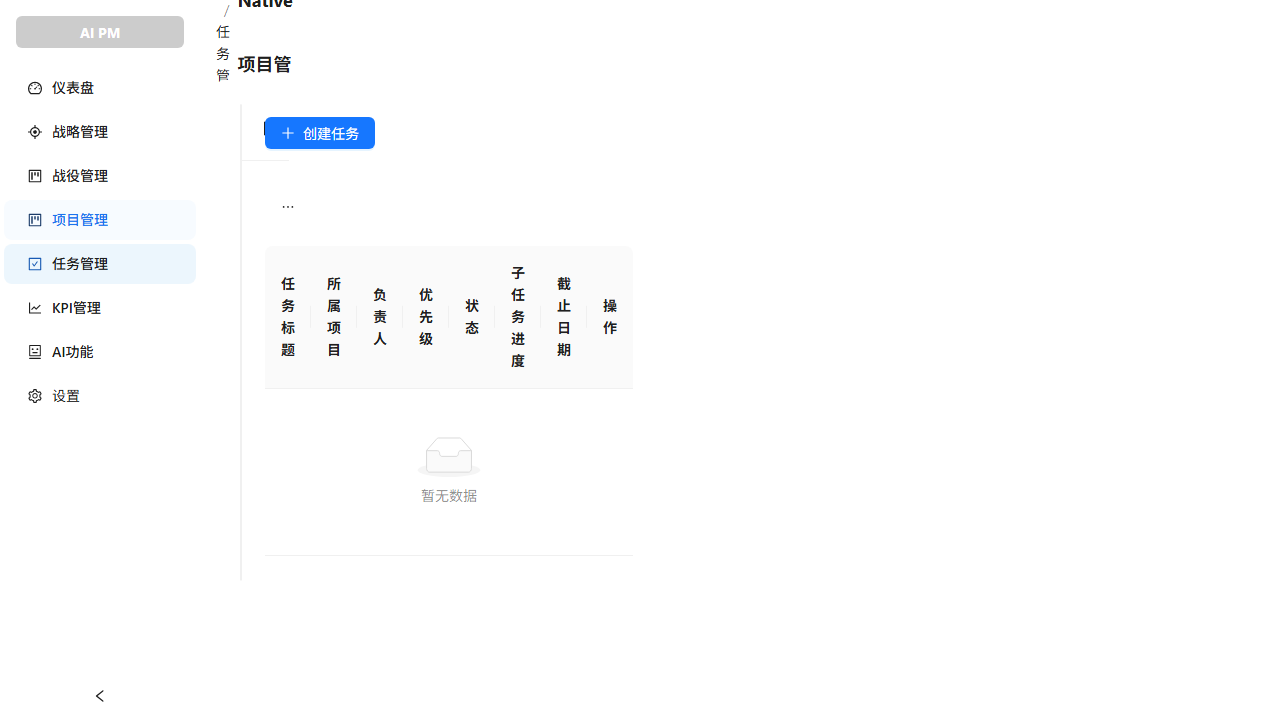 AI PM
仪表盘
战略管理
战役管理
项目管理
任务管理
KPI管理
AI功能
设置
/
任
务
管
Native
项目管
创建任务
...
任务标题
所属项目
负责人
优先级
状态
子任务进度
截止日期
操作
暂无数据